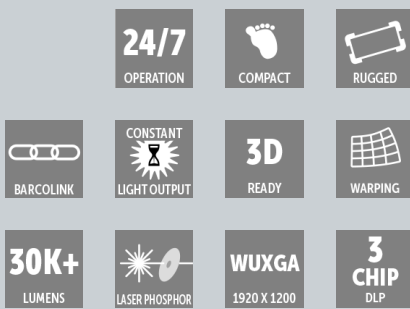 24/7
OPERATION
COMPACT
RUGGED
BARCOLINK
CONSTANT
LIGHT OUTPUT
3D
READY
WARPING
30K+
LUMENS
LASER PHOSPHOR
WUXGA
1920 X 1200
3
CHIP
DLP